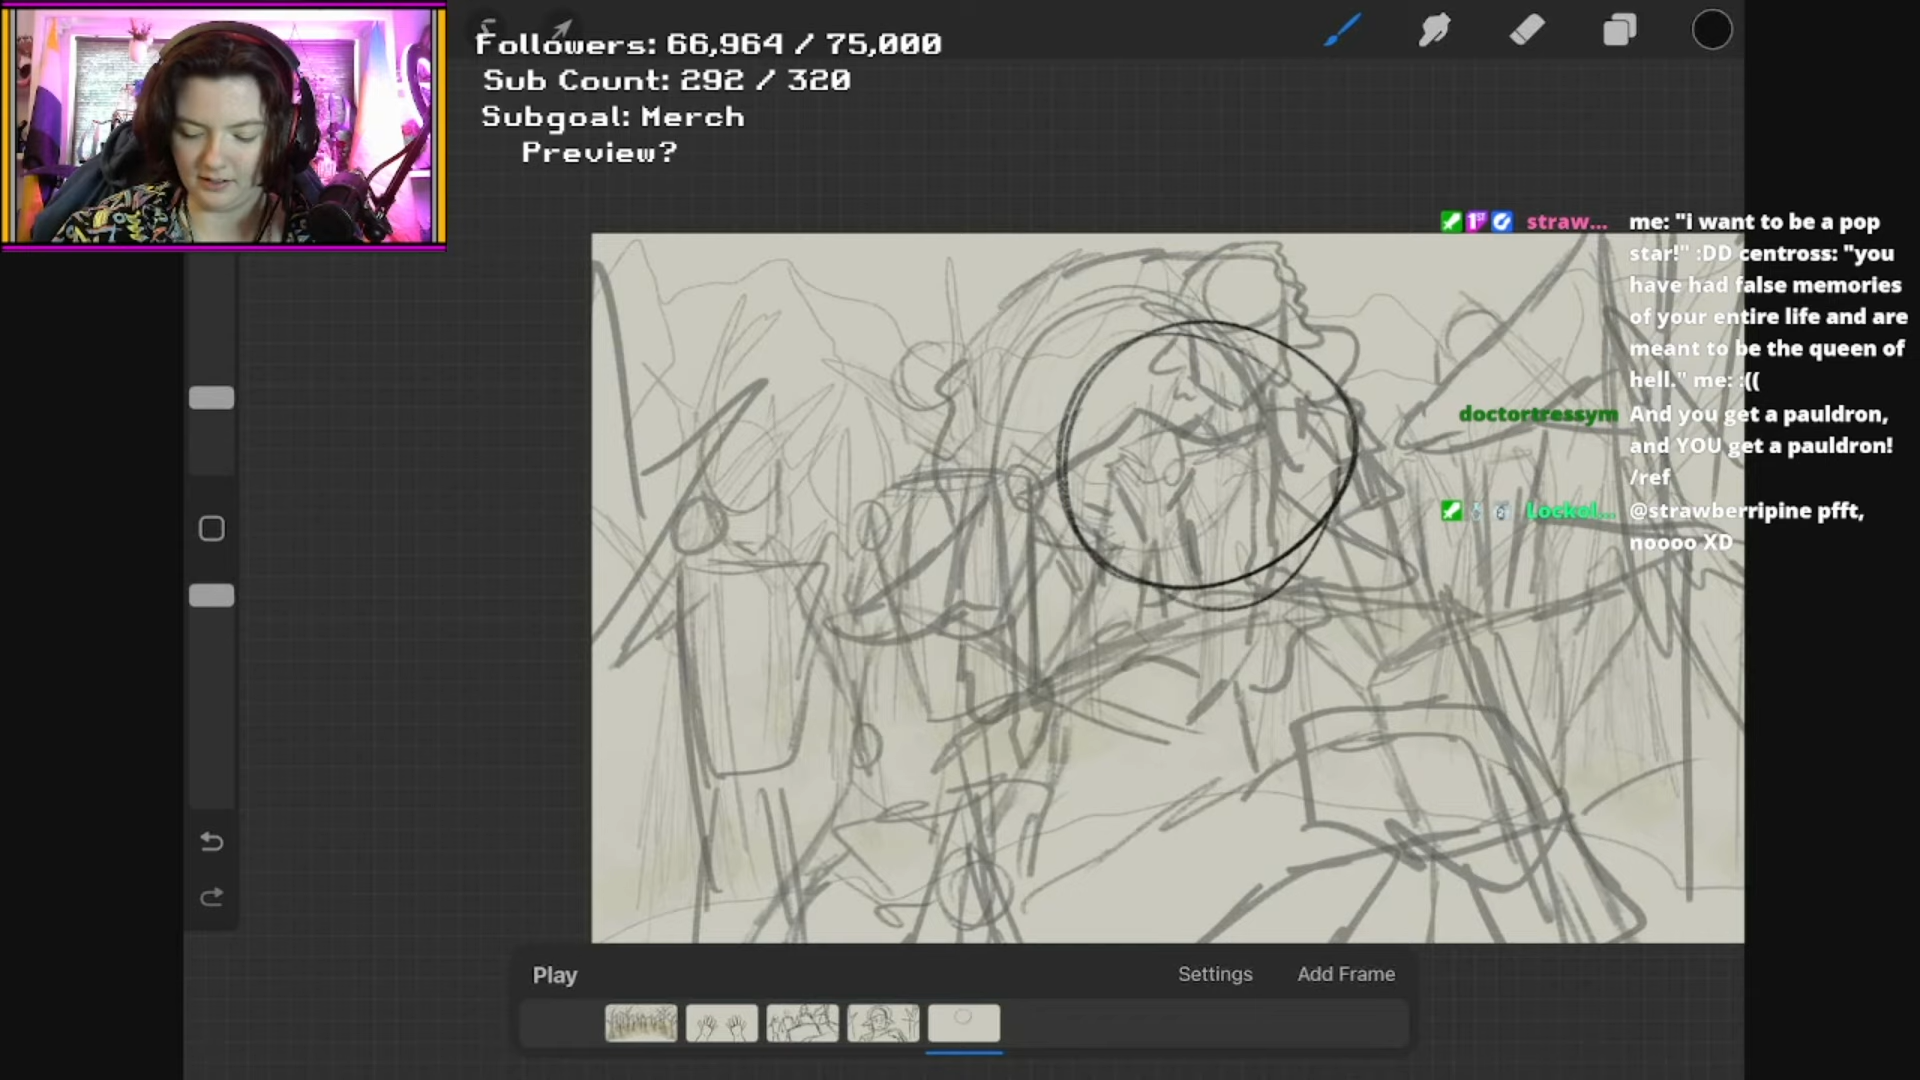 Followers: 66,964 / 75,000
Sub Count: 292 / 320
Subgoal: Merch
Preview?
straw... me: "i want to be a pop
star!" :DD centross: "you
have had false memories
of your entire life and are
meant to be the queen of
hell." me: :((
doctortressym And you get a pauldron,
and YOU get a pauldron!
/ref
Lockol... @strawberripine pfft,
noooo XD
Play
Settings
Add Frame